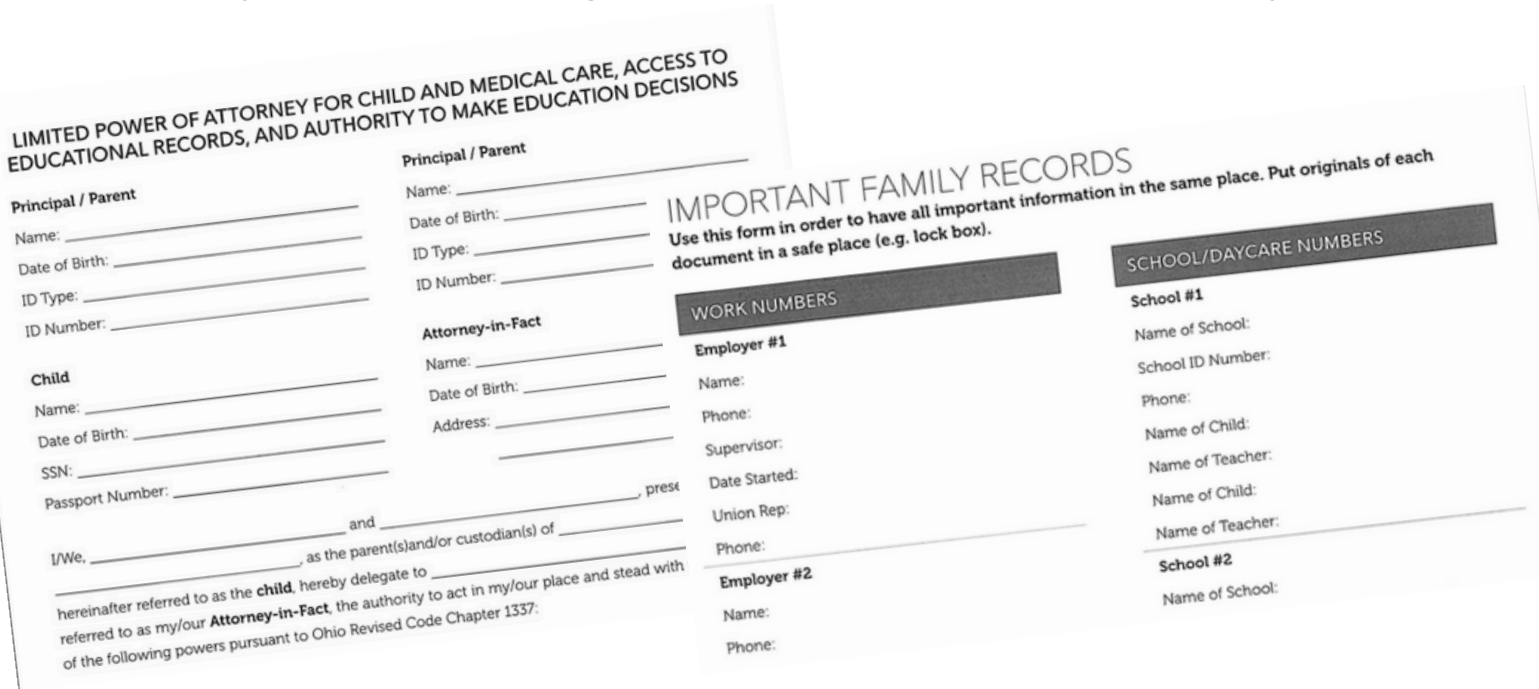 LIMITED POWER OF ATTORNEY FOR CHILD AND MEDICAL CARE, ACCESS TO
EDUCATIONAL RECORDS, AND AUTHORITY TO MAKE EDUCATION DECISIONS
Principal / Parent
Name:
Date of Birth:
ID Type:
ID Number:
Principal / Parent
Name:
Date of Birth:
ID Type:
ID Number:
Child
Name:
Date of Birth:
SSN:
Passport Number:
Attorney-in-Fact
Name:
Date of Birth:
Address:
I/We, and , prese
, as the parent(s)and/or custodian(s) of
hereinafter referred to as the child, hereby delegate to
referred to as my/our Attorney-in-Fact, the authority to act in my/our place and stead with
of the following powers pursuant to Ohio Revised Code Chapter 1337:
IMPORTANT FAMILY RECORDS
Use this form in order to have all important information in the same place. Put originals of each
document in a safe place (e.g. lock box).
WORK NUMBERS
Employer #1
Name:
Phone:
Supervisor:
Date Started:
Union Rep:
Phone:
Employer #2
Name:
Phone:
SCHOOL/DAYCARE NUMBERS
School #1
Name of School:
School ID Number:
Phone:
Name of Child:
Name of Teacher:
Name of Child:
Name of Teacher:
School #2
Name of School: